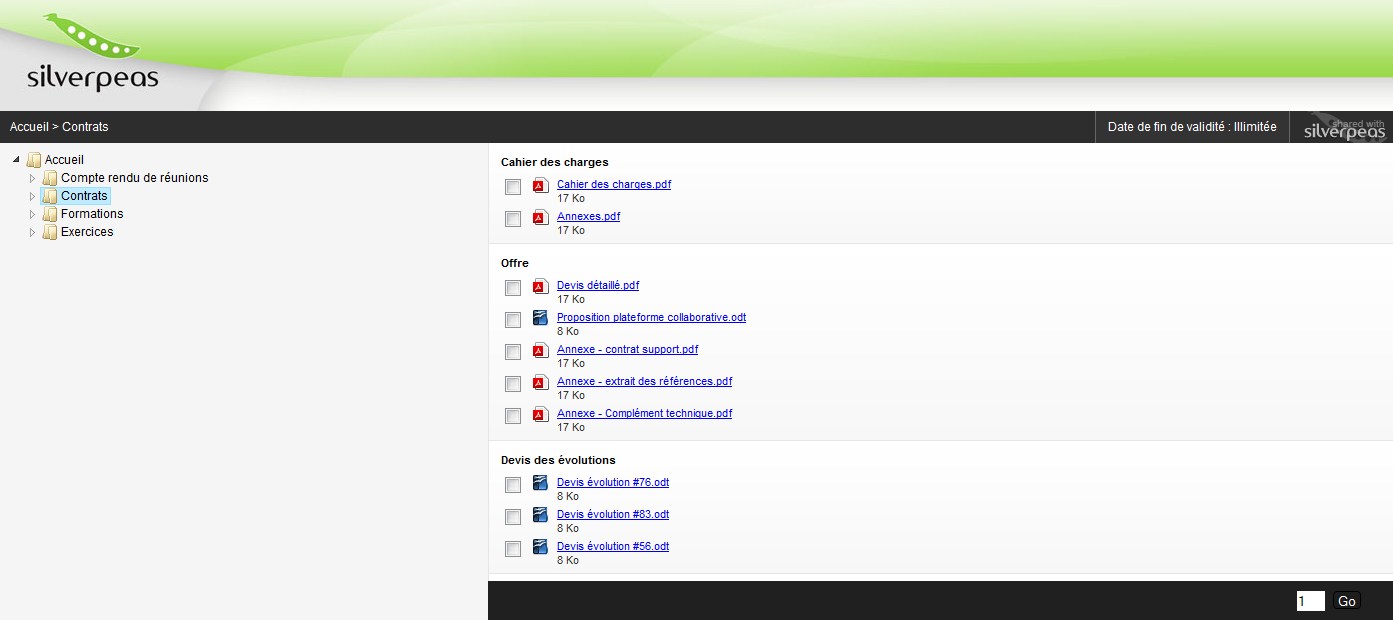 silverpeas
Accueil > Contrats
Date de fin de validité : Illimitée
shared with
silverpeas
Accueil
Compte rendu de réunions
Contrats
Formations
Exercices
Cahier des charges
Cahier des charges.pdf
17 Ko
Annexes.pdf
17 Ko
Offre
Devis détaillé.pdf
17 Ko
Proposition plateforme collaborative.odt
8 Ko
Annexe - contrat support.pdf
17 Ko
Annexe - extrait des références.pdf
17 Ko
Annexe - Complément technique.pdf
17 Ko
Devis des évolutions
Devis évolution #76.odt
8 Ko
Devis évolution #83.odt
8 Ko
Devis évolution #56.odt
8 Ko
1 Go